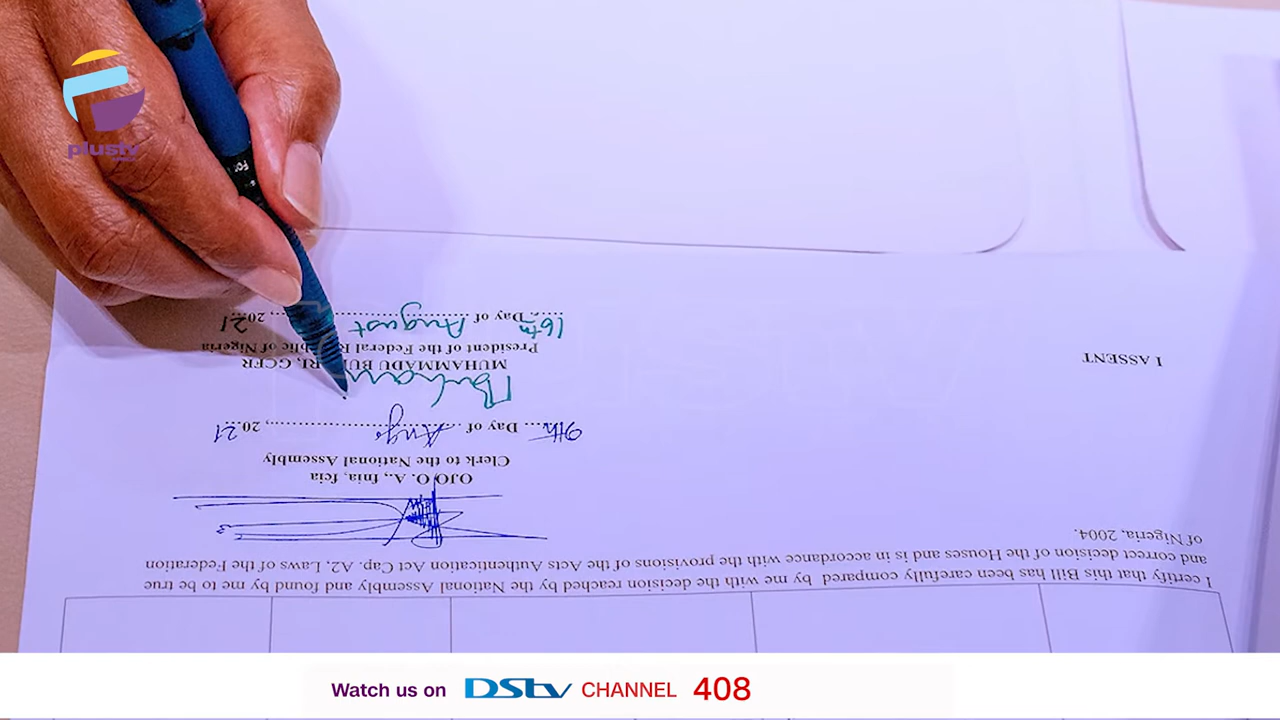 plustv
AFRICA
I certify that this Bill has been carefully compared by me with the decision reached by the National Assembly and found by me to be true
and correct decision of the Houses and is in accordance with the provisions of the Acts Authentication Act Cap. A2, Laws of the Federation
of Nigeria, 2004.
OJO O. A., fnia, fcia
Clerk to the National Assembly
9th Day of Aug. 2021
I ASSENT
MUHAMMADU BU RI, GCFR
President of the Federal R blic of Nigeria
16th Day of August 2021
Watch us on DStv CHANNEL 408